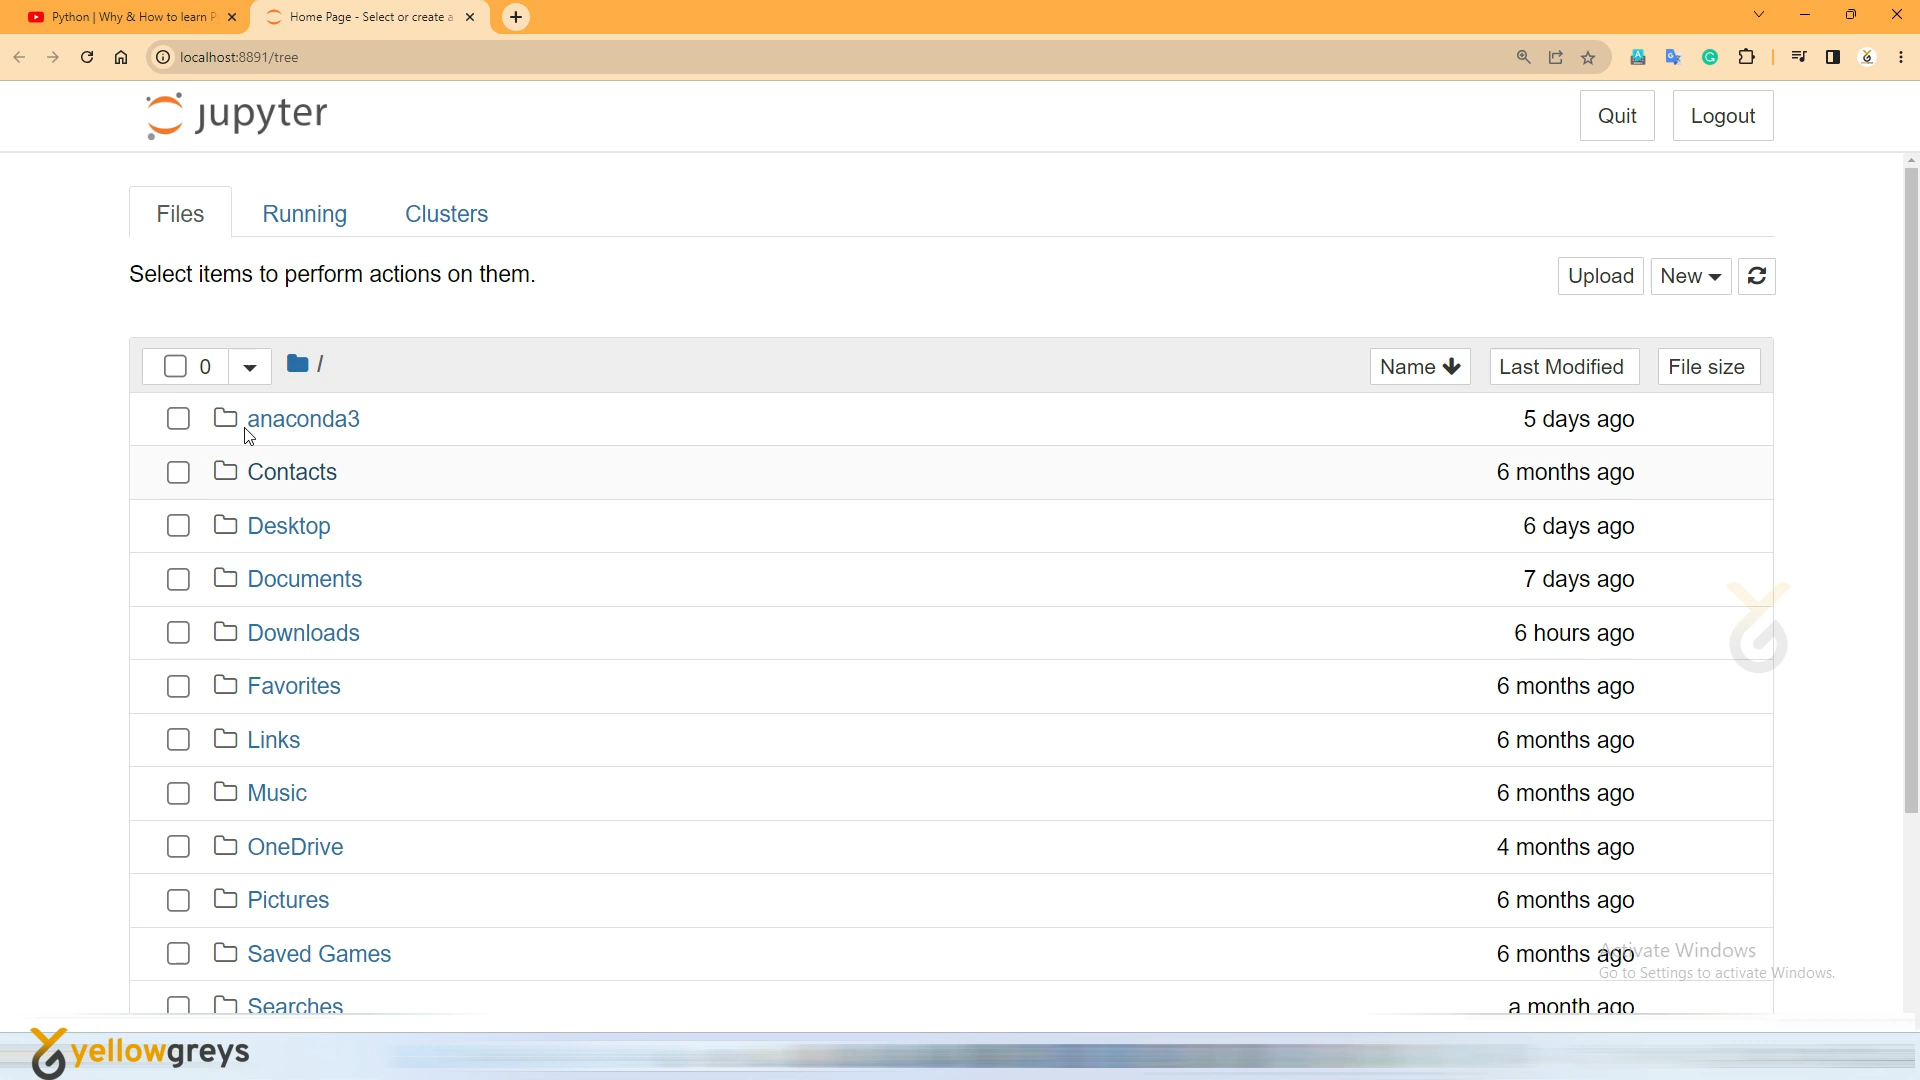 Python | Why & How to learn P
Home Page - Select or create a
localhost:8891/tree
jupyter
Quit
Logout
Files
Running
Clusters
Select items to perform actions on them.
Upload
New
0
/
Name
Last Modified
File size
anaconda3
5 days ago
Contacts
6 months ago
Desktop
6 days ago
Documents
7 days ago
Downloads
6 hours ago
Favorites
6 months ago
Links
6 months ago
Music
6 months ago
OneDrive
4 months ago
Pictures
6 months ago
Saved Games
6 months ago
Activate Windows
Go to Settings to activate Windows.
Searches
a month ago
yellowgreys